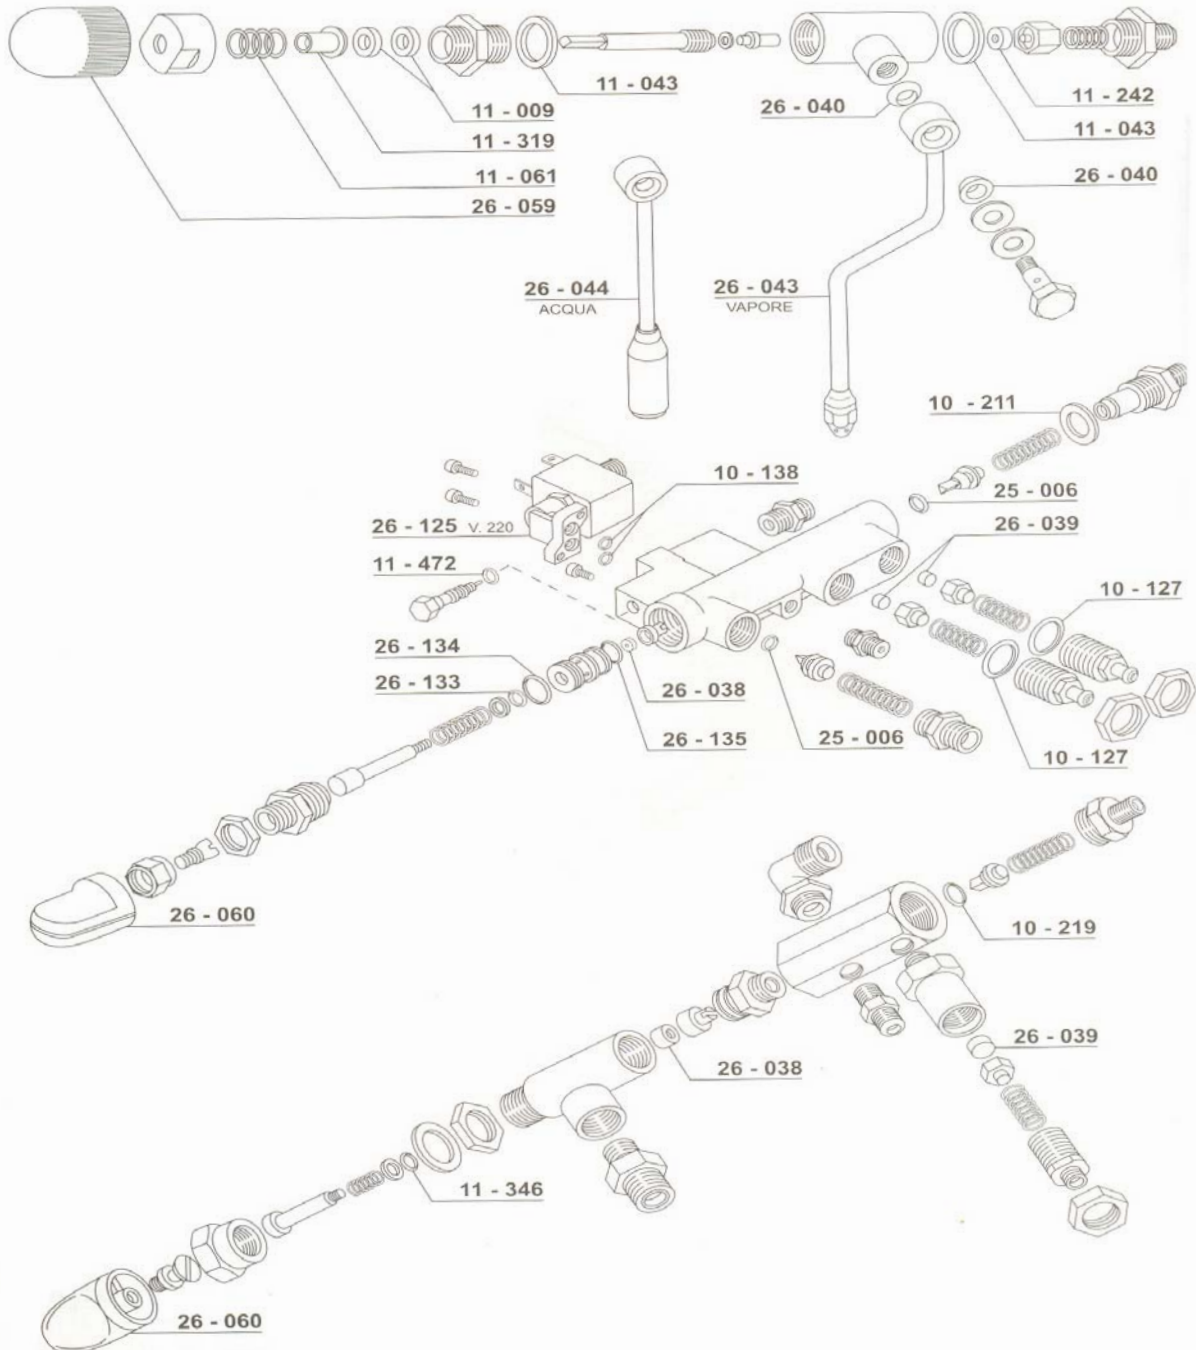 11 - 043
11 - 009
11 - 319
11 - 061
26 - 059
26 - 040
11 - 242
11 - 043
26 - 040
26 - 044
ACQUA
26 - 043
VAPORE
10 - 211
10 - 138
25 - 006
26 - 125 V. 220
26 - 039
11 - 472
10 - 127
26 - 134
26 - 133
26 - 038
26 - 135
25 - 006
10 - 127
26 - 060
10 - 219
26 - 039
26 - 038
11 - 346
26 - 060